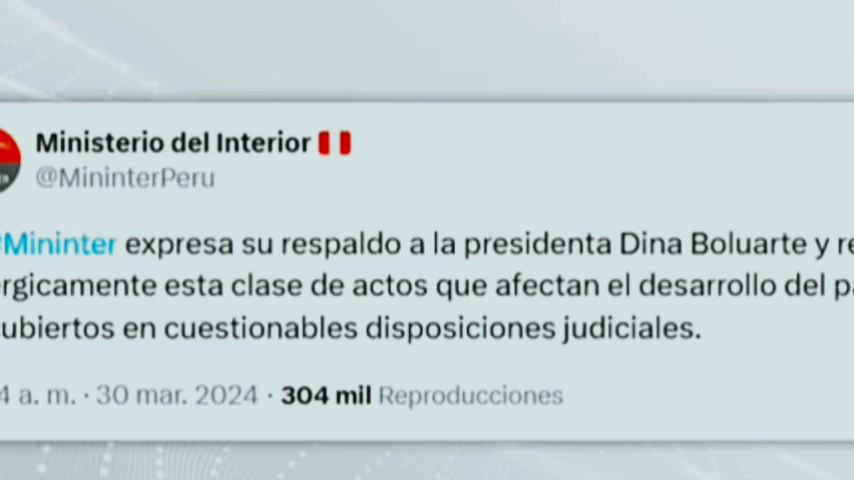 Ministerio del Interior
@MininterPeru
#Mininter expresa su respaldo a la presidenta Dina Boluarte y re
rgicamente esta clase de actos que afectan el desarrollo del pa
ubiertos en cuestionables disposiciones judiciales.
4 a. m. · 30 mar. 2024 · 304 mil Reproducciones